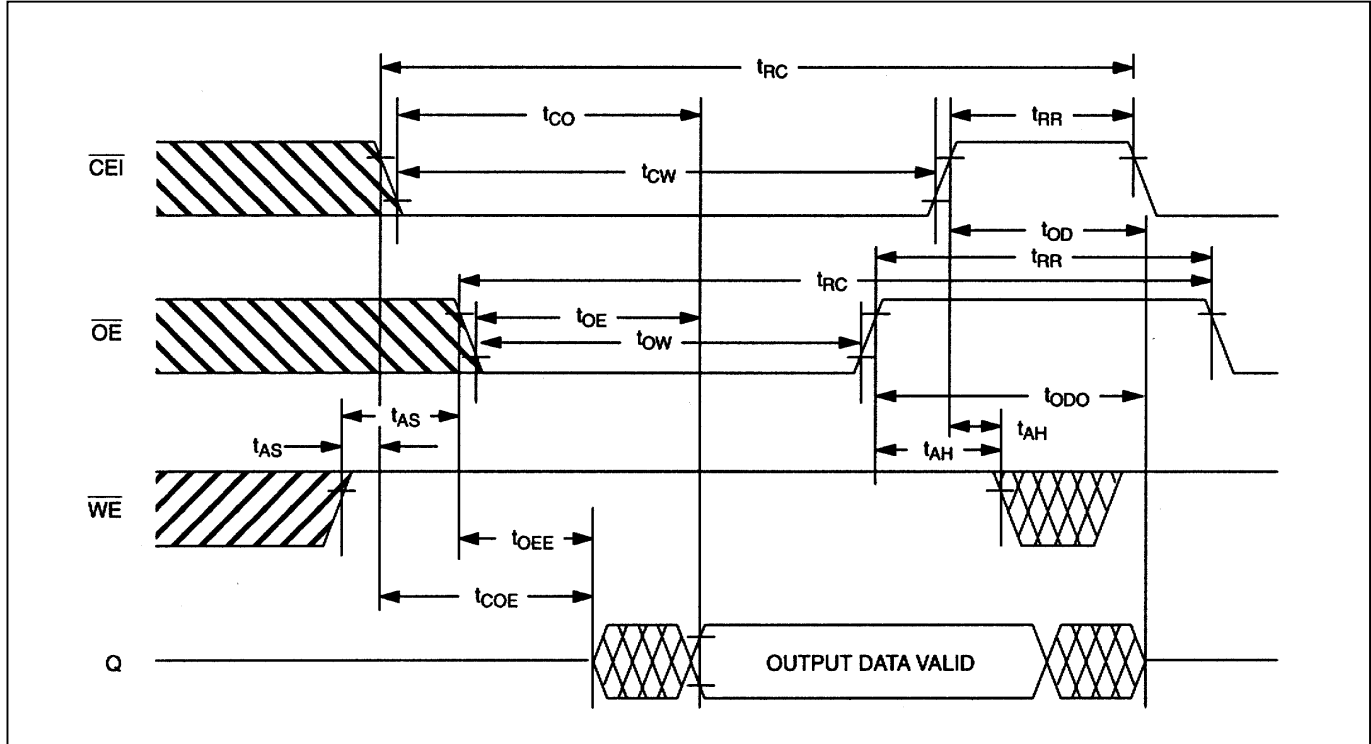 tRC
tCO
tRR
CEI
tCW
tOD
tRR
tRC
OE
tOE
tOW
tODO
tAS
tAH
tAS
tAH
WE
tOEE
tCOE
Q
OUTPUT DATA VALID